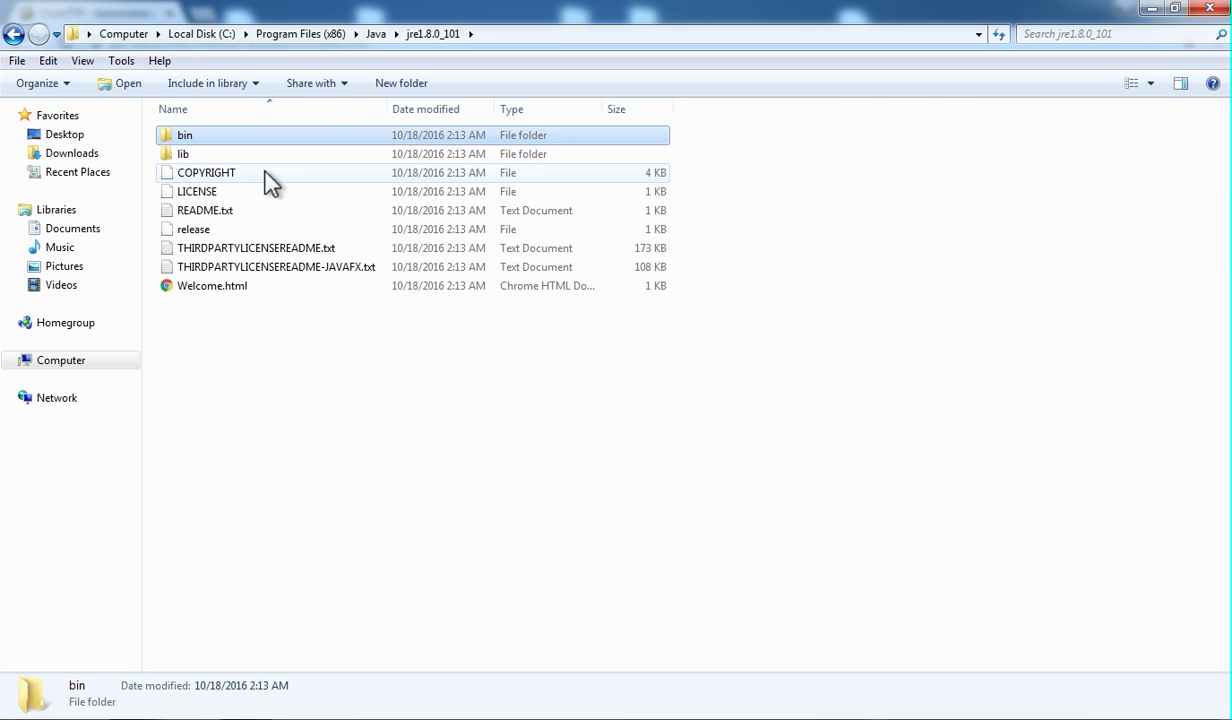 Computer Local Disk (C:) Program Files (x86) Java jre1.8.0_101 Search jre1.8.0_101
File Edit View Tools Help
Organize Open Include in library Share with New folder
Name Date modified Type Size
Favorites
Desktop
Downloads
Recent Places
Libraries
Documents
Music
Pictures
Videos
Homegroup
Computer
Network
bin 10/18/2016 2:13 AM File folder
lib 10/18/2016 2:13 AM File folder
COPYRIGHT 10/18/2016 2:13 AM File 4 KB
LICENSE 10/18/2016 2:13 AM File 1 KB
README.txt 10/18/2016 2:13 AM Text Document 1 KB
release 10/18/2016 2:13 AM File 1 KB
THIRDPARTYLICENSEREADME.txt 10/18/2016 2:13 AM Text Document 173 KB
THIRDPARTYLICENSEREADME-JAVAFX.txt 10/18/2016 2:13 AM Text Document 108 KB
Welcome.html 10/18/2016 2:13 AM Chrome HTML Do... 1 KB
bin Date modified: 10/18/2016 2:13 AM
File folder